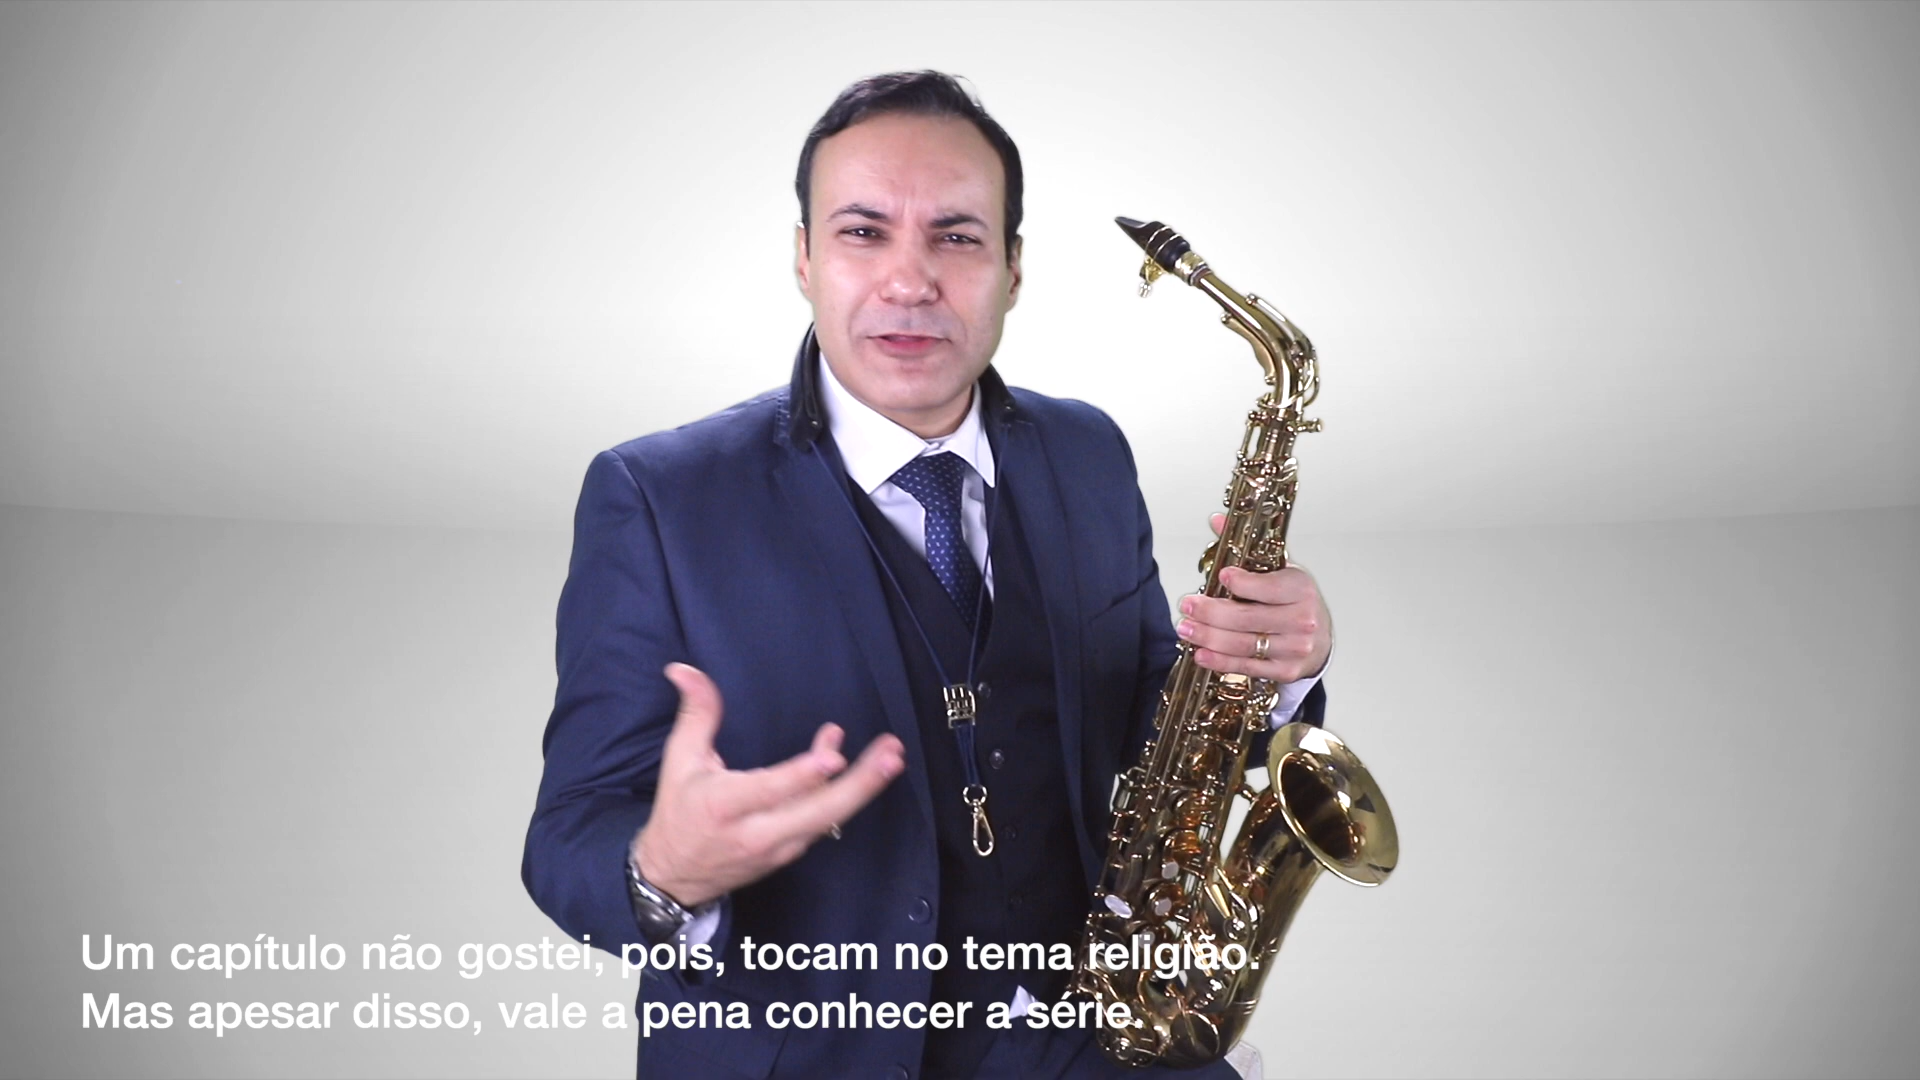 Um capítulo não gostei, pois, tocam no tema religião.
Mas apesar disso, vale a pena conhecer a série.